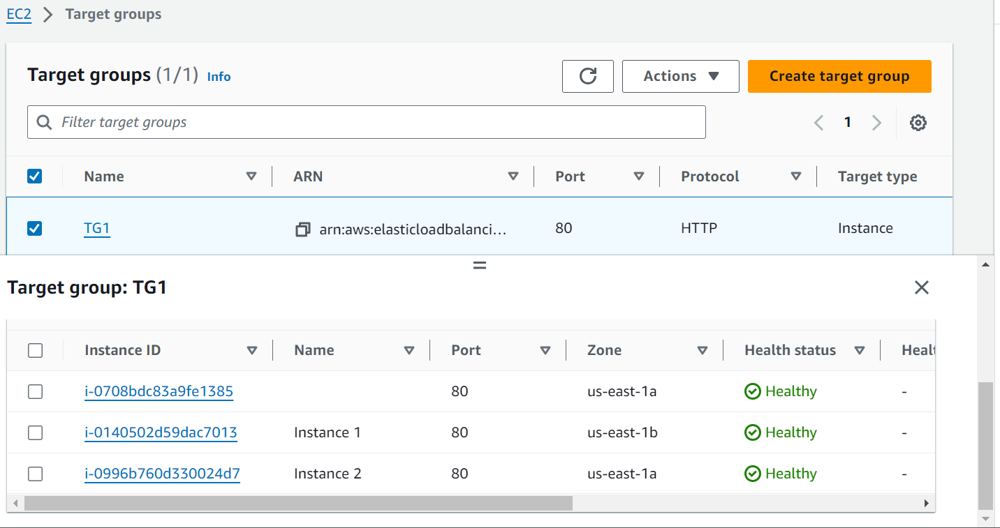 EC2 > Target groups
Target groups (1/1) Info
Actions
Create target group
Filter target groups
1
Name ARN Port Protocol Target type
TG1 arn:aws:elasticloadbalanci... 80 HTTP Instance
Target group: TG1
Instance ID Name Port Zone Health status Healt
i-0708bdc83a9fe1385 80 us-east-1a Healthy -
i-0140502d59dac7013 Instance 1 80 us-east-1b Healthy -
i-0996b760d330024d7 Instance 2 80 us-east-1a Healthy -